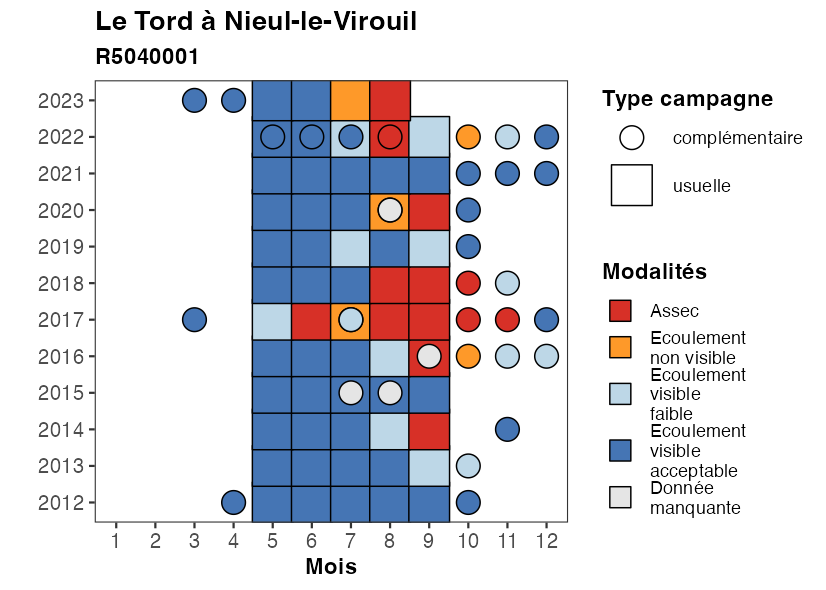 Le Tord à Nieul-le-Virouil
R5040001
2023
2022
2021
2020
2019
2018
2017
2016
2015
2014
2013
2012
1 2 3 4 5 6 7 8 9 10 11 12
Mois
Type campagne
complémentaire
usuelle
Modalités
Assec
Ecoulement
non visible
Ecoulement
visible
faible
Ecoulement
visible
acceptable
Donnée
manquante